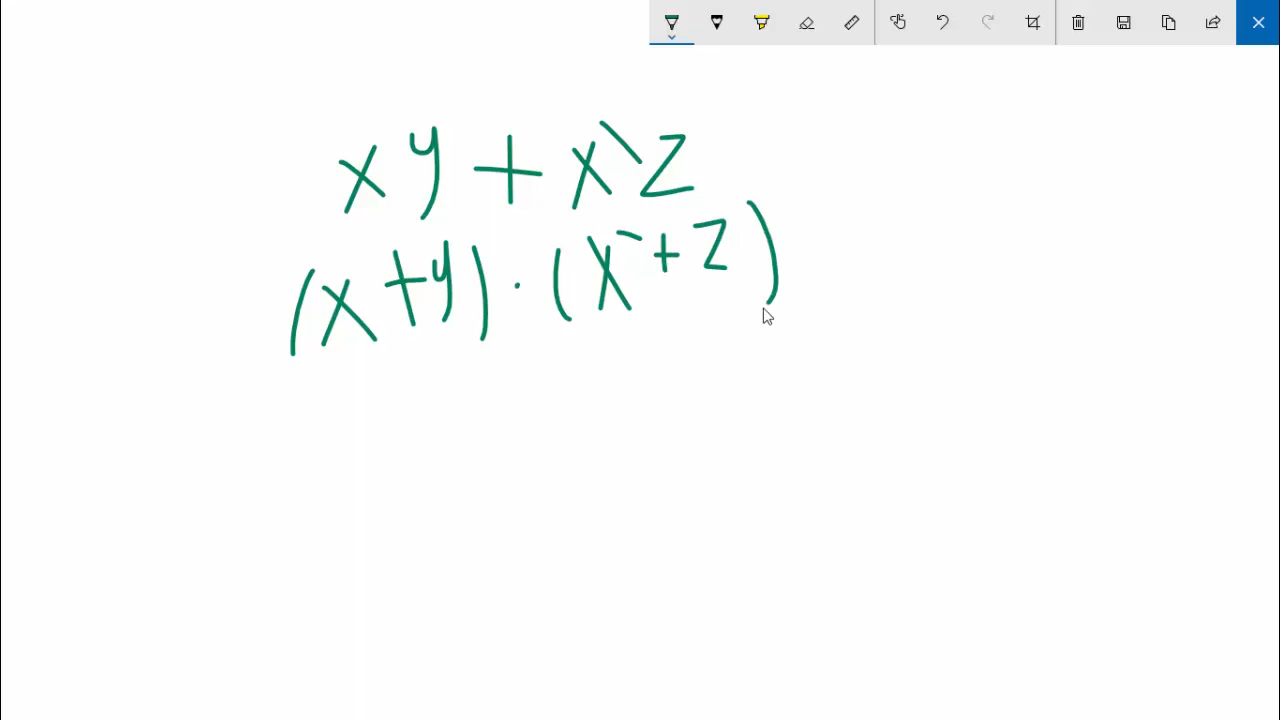 xy + x`z
(x + y) · (x` + z)